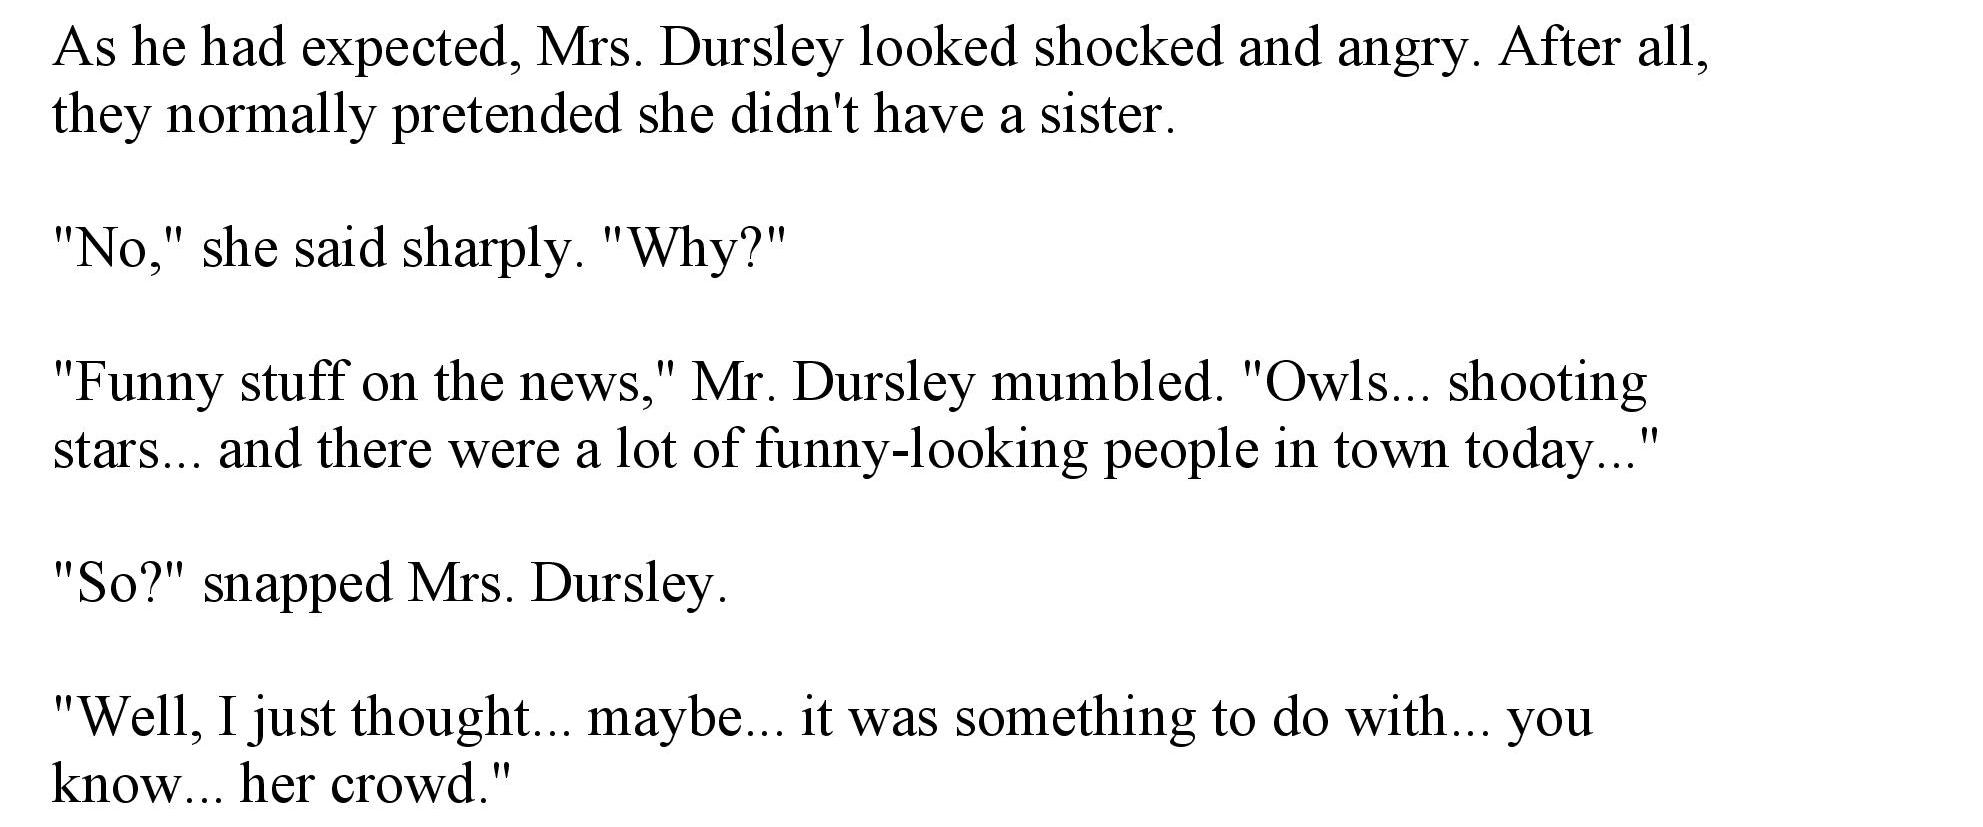 As he had expected, Mrs. Dursley looked shocked and angry. After all,
they normally pretended she didn't have a sister.
"No," she said sharply. "Why?"
"Funny stuff on the news," Mr. Dursley mumbled. "Owls... shooting
stars... and there were a lot of funny-looking people in town today..."
"So?" snapped Mrs. Dursley.
"Well, I just thought... maybe... it was something to do with... you
know... her crowd."